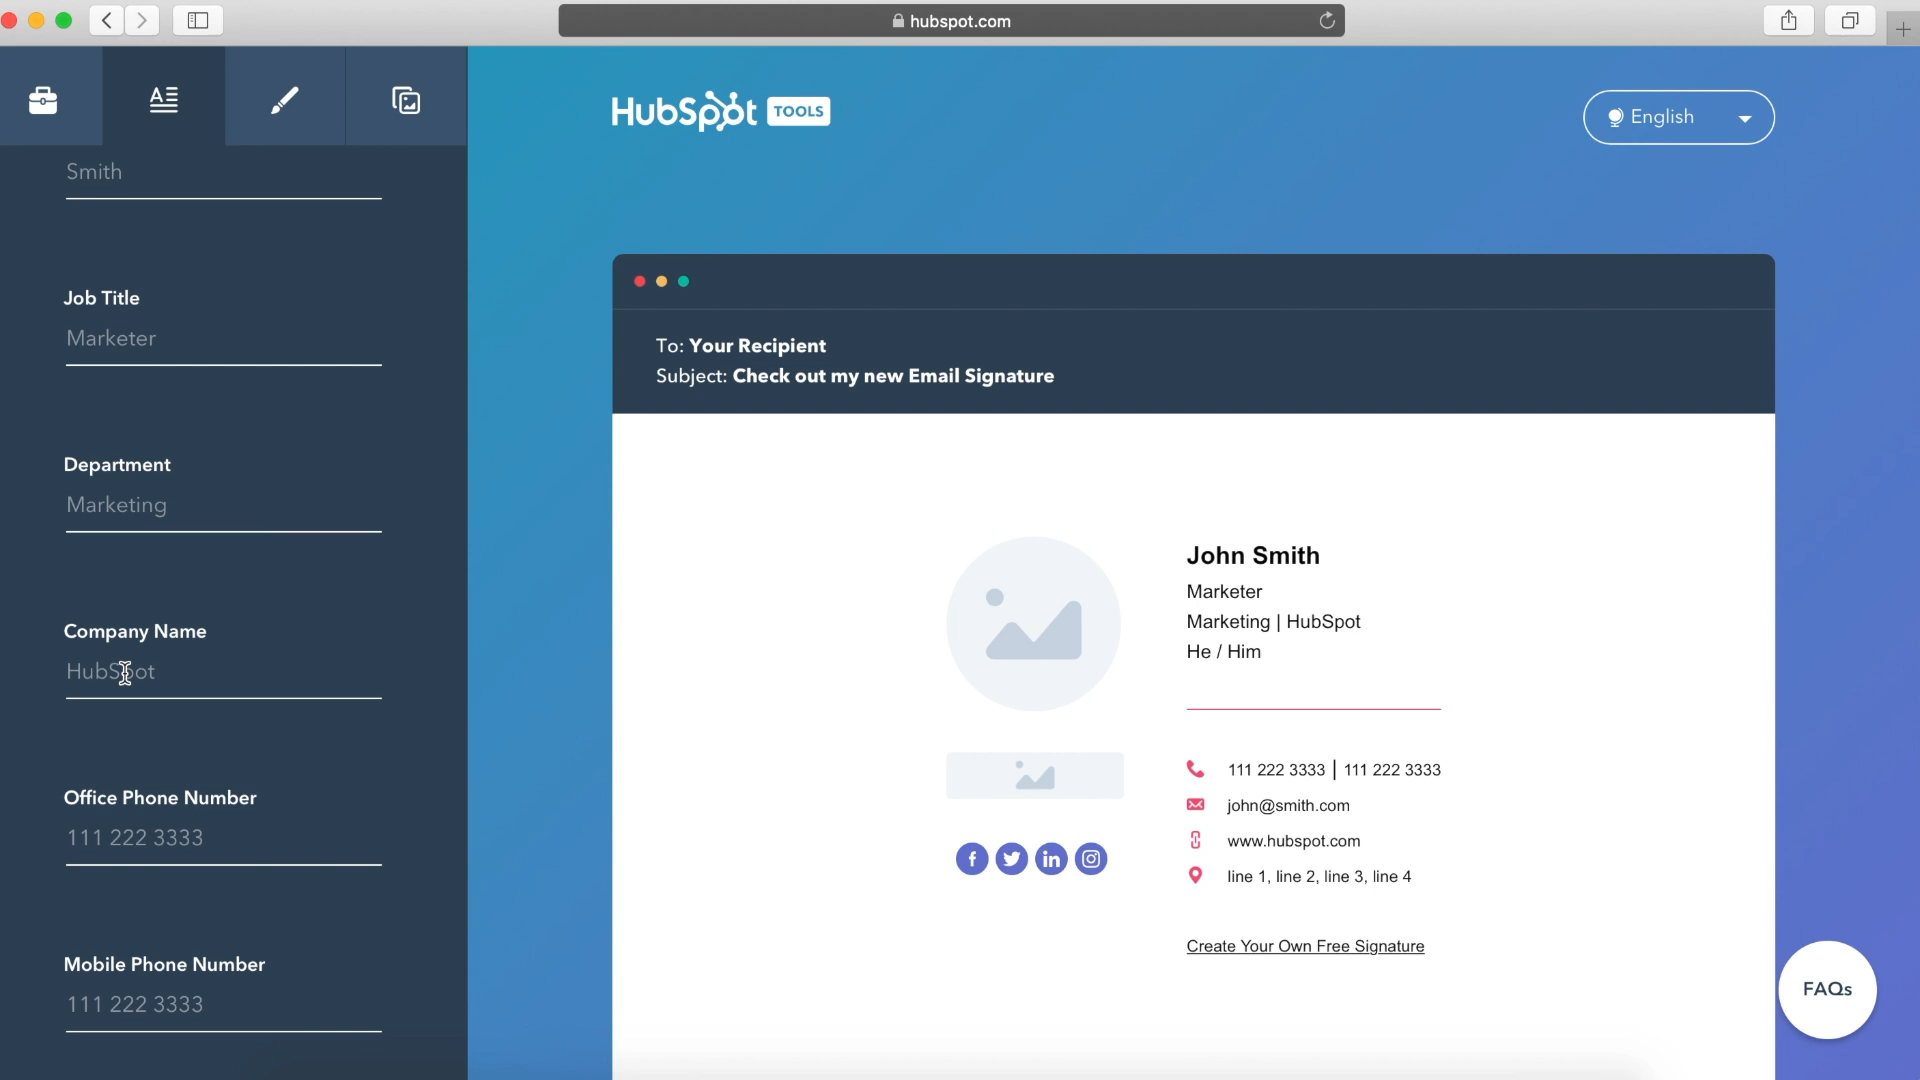 hubspot.com
HubSpot TOOLS
English
Smith
Job Title
Marketer
Department
Marketing
Company Name
HubSpot
Office Phone Number
111 222 3333
Mobile Phone Number
111 222 3333
To: Your Recipient
Subject: Check out my new Email Signature
John Smith
Marketer
Marketing | HubSpot
He / Him
111 222 3333 | 111 222 3333
john@smith.com
www.hubspot.com
line 1, line 2, line 3, line 4
Create Your Own Free Signature
FAQs